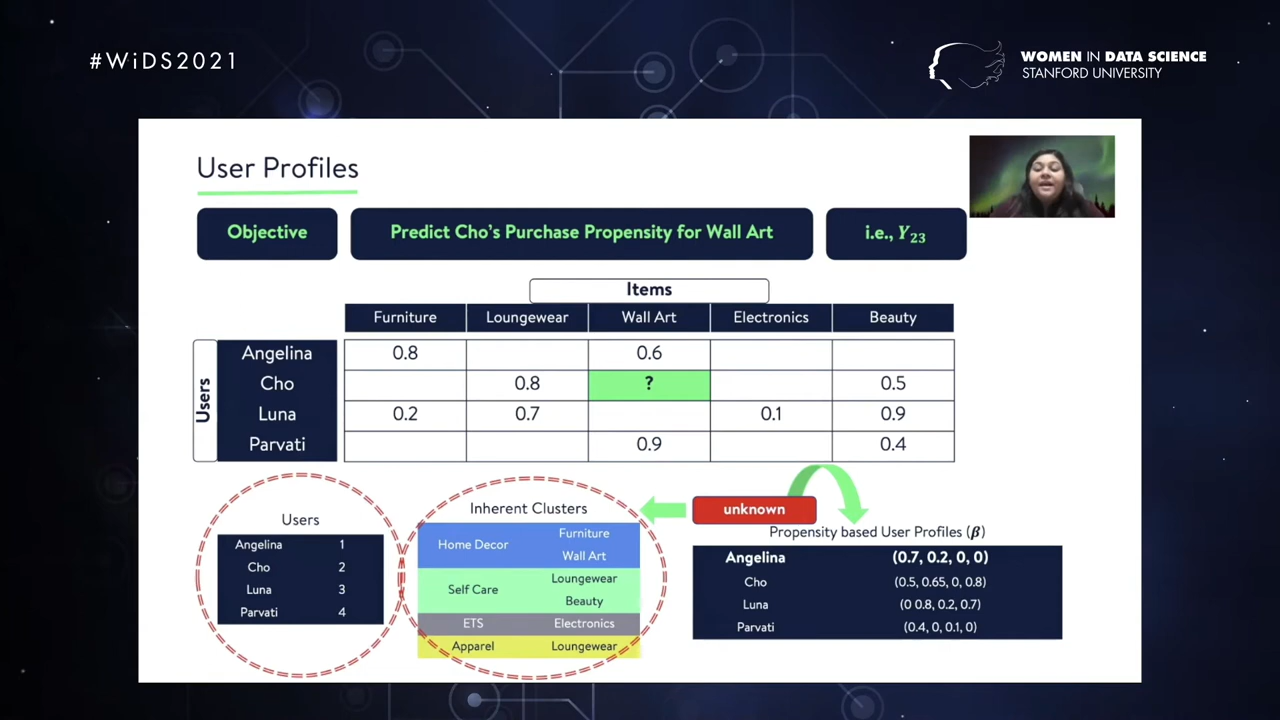 #WiDS2021
WOMEN IN DATA SCIENCE
STANFORD UNIVERSITY
User Profiles
Objective
Predict Cho's Purchase Propensity for Wall Art
i.e., Y₂₃
Items
Furniture Loungewear Wall Art Electronics Beauty
Users
Angelina 0.8 0.6
Cho 0.8 ? 0.5
Luna 0.2 0.7 0.1 0.9
Parvati 0.9 0.4
Users
Angelina 1
Cho 2
Luna 3
Parvati 4
Inherent Clusters
Home Decor
Furniture
Wall Art
Self Care
Loungewear
Beauty
ETS Electronics
Apparel Loungewear
unknown
Propensity based User Profiles (β)
Angelina (0.7, 0.2, 0, 0)
Cho (0.5, 0.65, 0, 0.8)
Luna (0 0.8, 0.2, 0.7)
Parvati (0.4, 0, 0.1, 0)